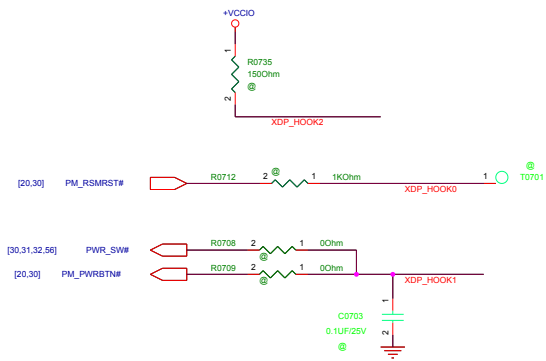 +VCCIO
1
R0735
150Ohm
@
2
XDP_HOOK2
@
[20,30] PM_RSMRST# R0712 2 1 1KOhm 1 T0701
@
XDP_HOOK0
[30,31,32,56] PWR_SW# R0708 2 1 0Ohm
@
[20,30] PM_PWRBTN# R0709 2 1 0Ohm
@
XDP_HOOK1
1
C0703
0.1UF/25V
2
@